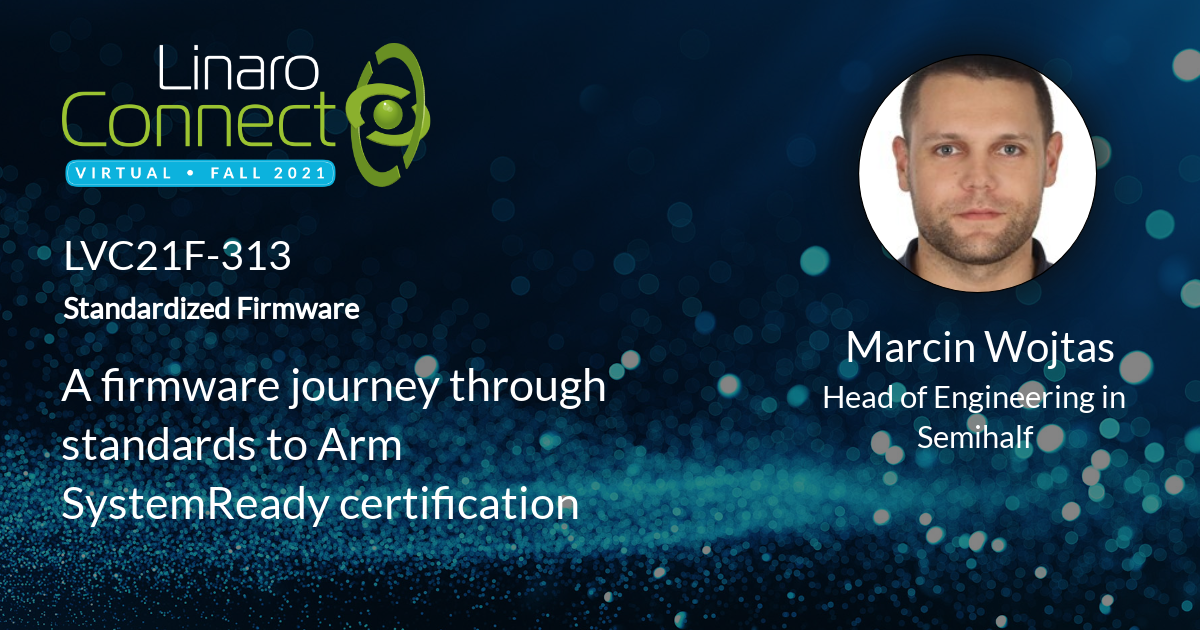 Linaro
Connect
VIRTUAL • FALL 2021
LVC21F-313
Standardized Firmware
A firmware journey through
standards to Arm
SystemReady certification
Marcin Wojtas
Head of Engineering in
Semihalf